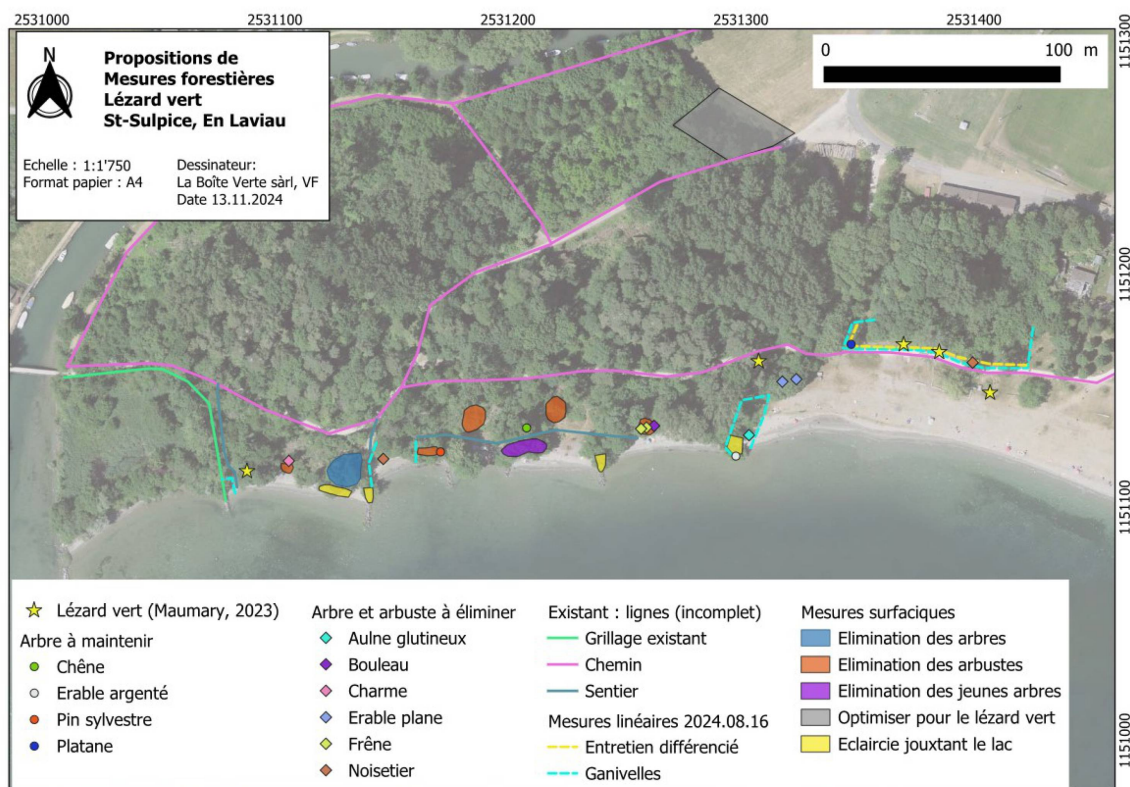 2531000 2531100 2531200 2531300 2531400
1151300
1151200
1151100
1151000
N
Propositions de
Mesures forestières
Lézard vert
St-Sulpice, En Laviau
Echelle : 1:1'750
Format papier : A4
Dessinateur:
La Boîte Verte sàrl, VF
Date 13.11.2024
0 100 m
Lézard vert (Maumary, 2023)
Arbre à maintenir
Chêne
Erable argenté
Pin sylvestre
Platane
Arbre et arbuste à éliminer
Aulne glutineux
Bouleau
Charme
Erable plane
Frêne
Noisetier
Existant : lignes (incomplet)
Grillage existant
Chemin
Sentier
Mesures linéaires 2024.08.16
Entretien différencié
Ganivelles
Mesures surfaciques
Elimination des arbres
Elimination des arbustes
Elimination des jeunes arbres
Optimiser pour le lézard vert
Eclaircie jouxtant le lac